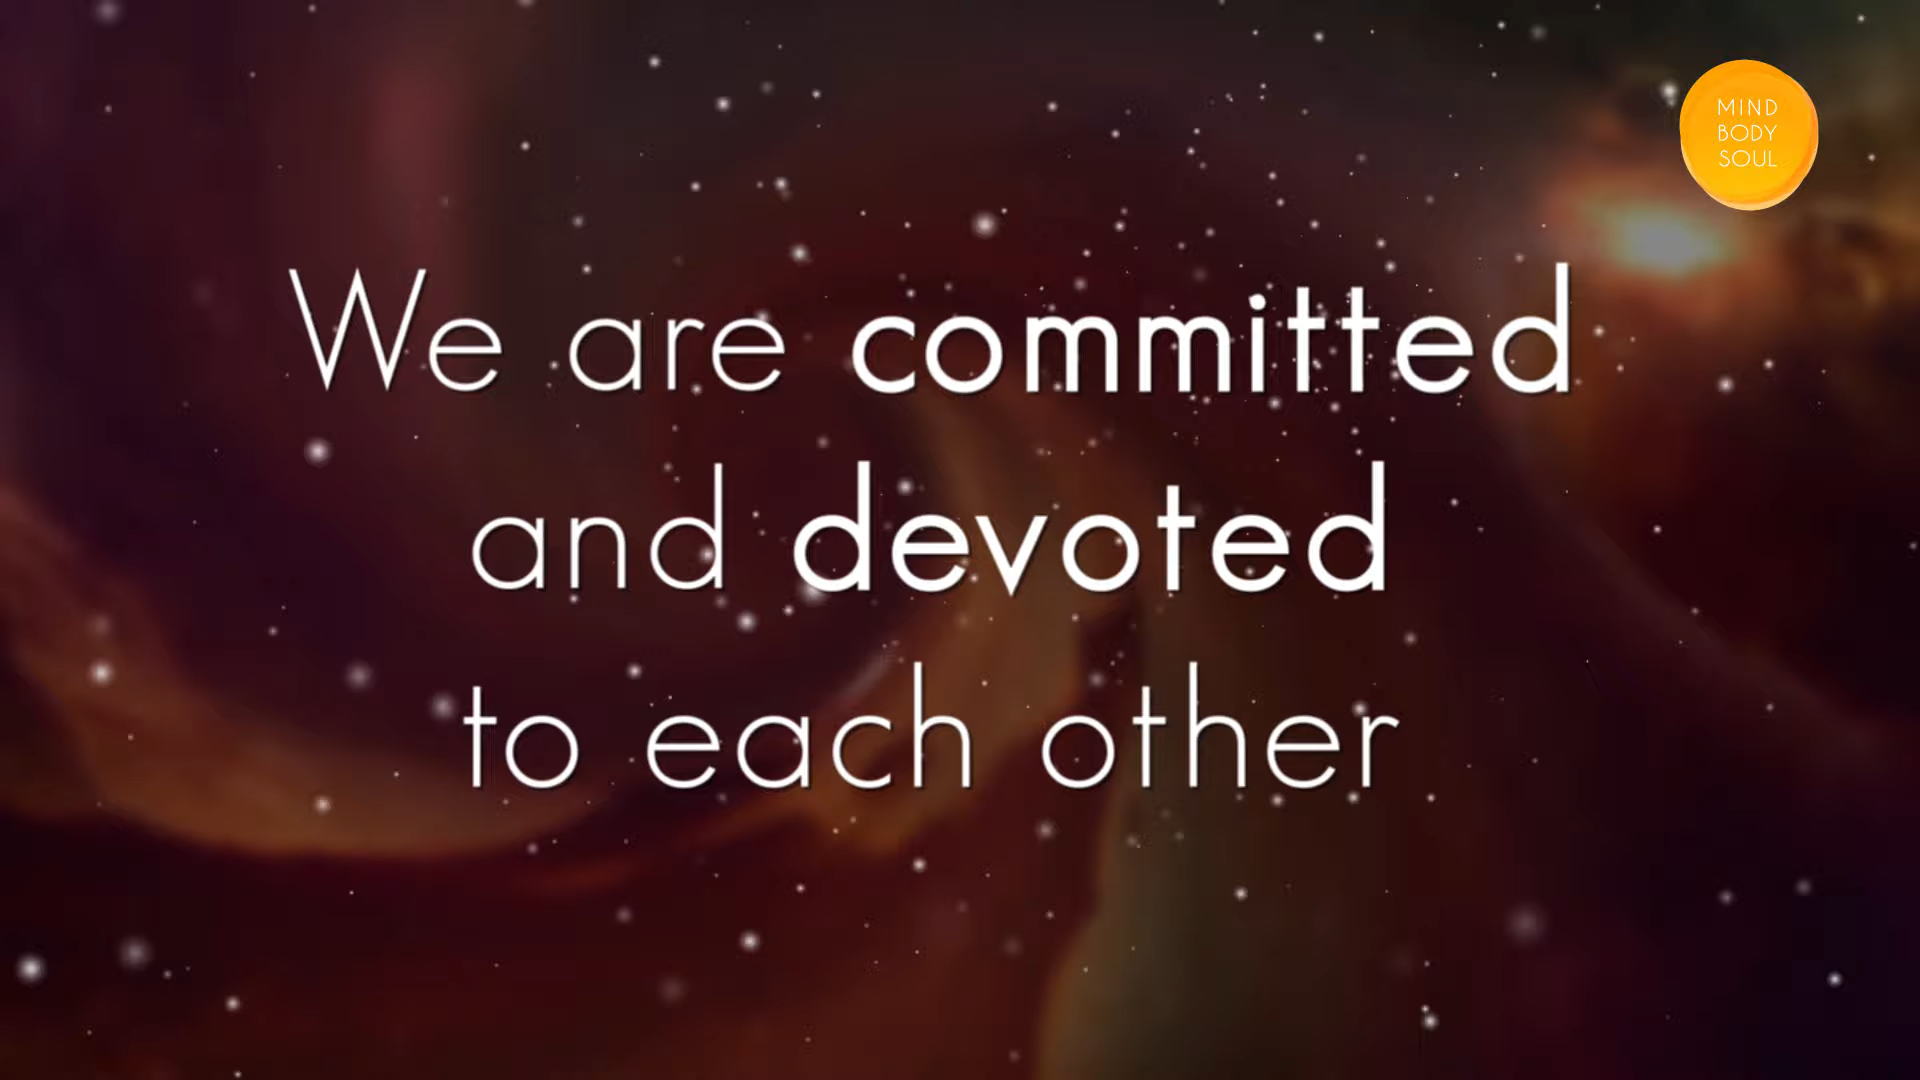 MIND
BODY
SOUL
We are committed
and devoted
to each other